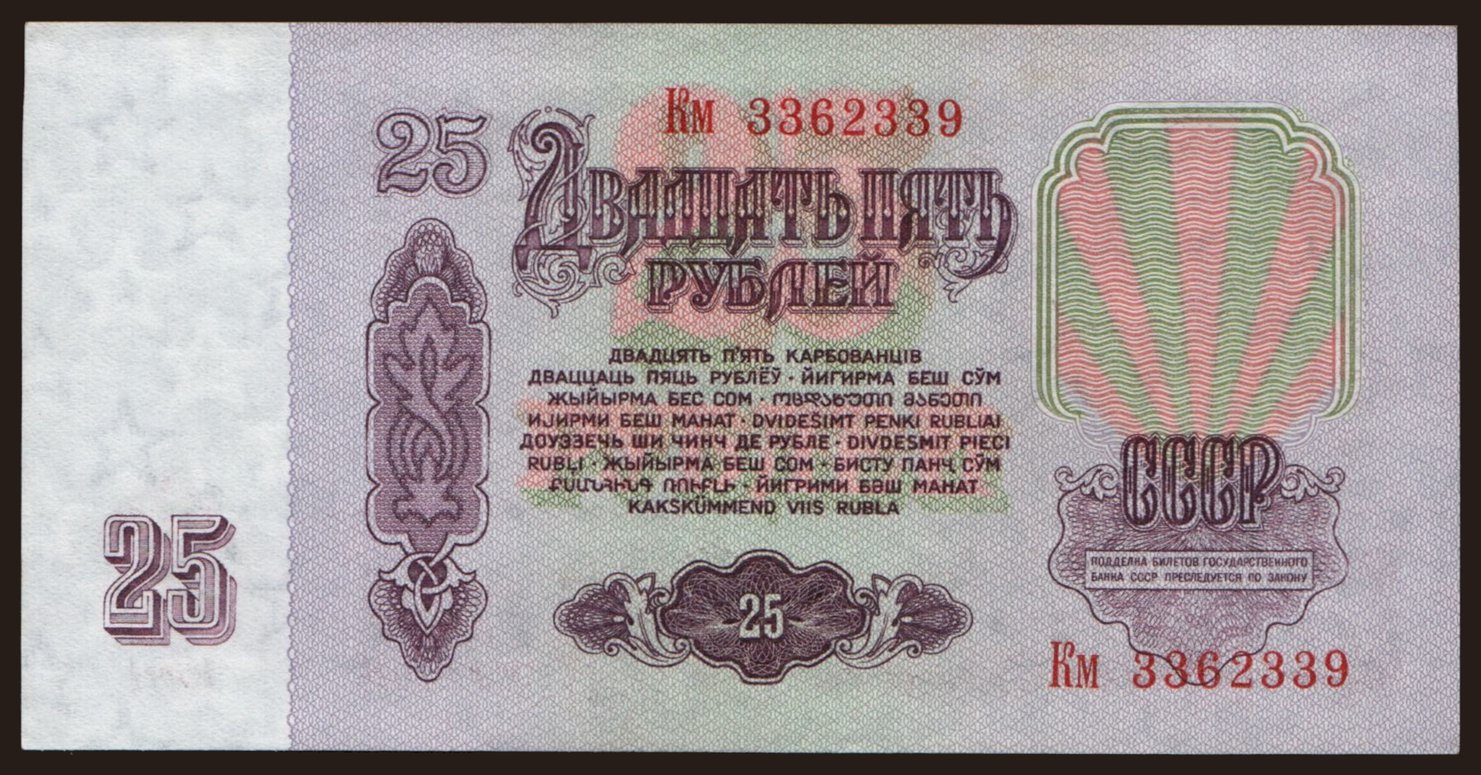 Км 3362339
25
ДВАДЦАТЬ ПЯТЬ
РУБЛЕЙ
ДВАДЦЯТЬ П'ЯТЬ КАРБОВАНЦІВ
ДВАЦЦАЦЬ ПЯЦЬ РУБЛЁЎ · ЙИГИРМА БЕШ СЎМ
ЖЫЙЫРМА БЕС СОМ · ოცდახუთი მანეთი
ИЈИРМИ БЕШ МАНАТ · DVIDEŠIMT PENKI RUBLIAI
ДОУЭЗЕЧЬ ШИ ЧИНЧ ДЕ РУБЛЕ · DIVDESMIT PIECI
RUBĻI · ЖЫЙЫРМА БЕШ СОМ · БИСТУ ПАНҶ СӮМ
ՔՍԱՆՀԻՆԳ ՌՈՒԲԼԻ · ЙИГРИМИ БӘШ МАНАТ
KAKSKÜMMEND VIIS RUBLA
СССР
ПОДДЕЛКА БИЛЕТОВ ГОСУДАРСТВЕННОГО
БАНКА СССР ПРЕСЛЕДУЕТСЯ ПО ЗАКОНУ
25
25
Км 3362339